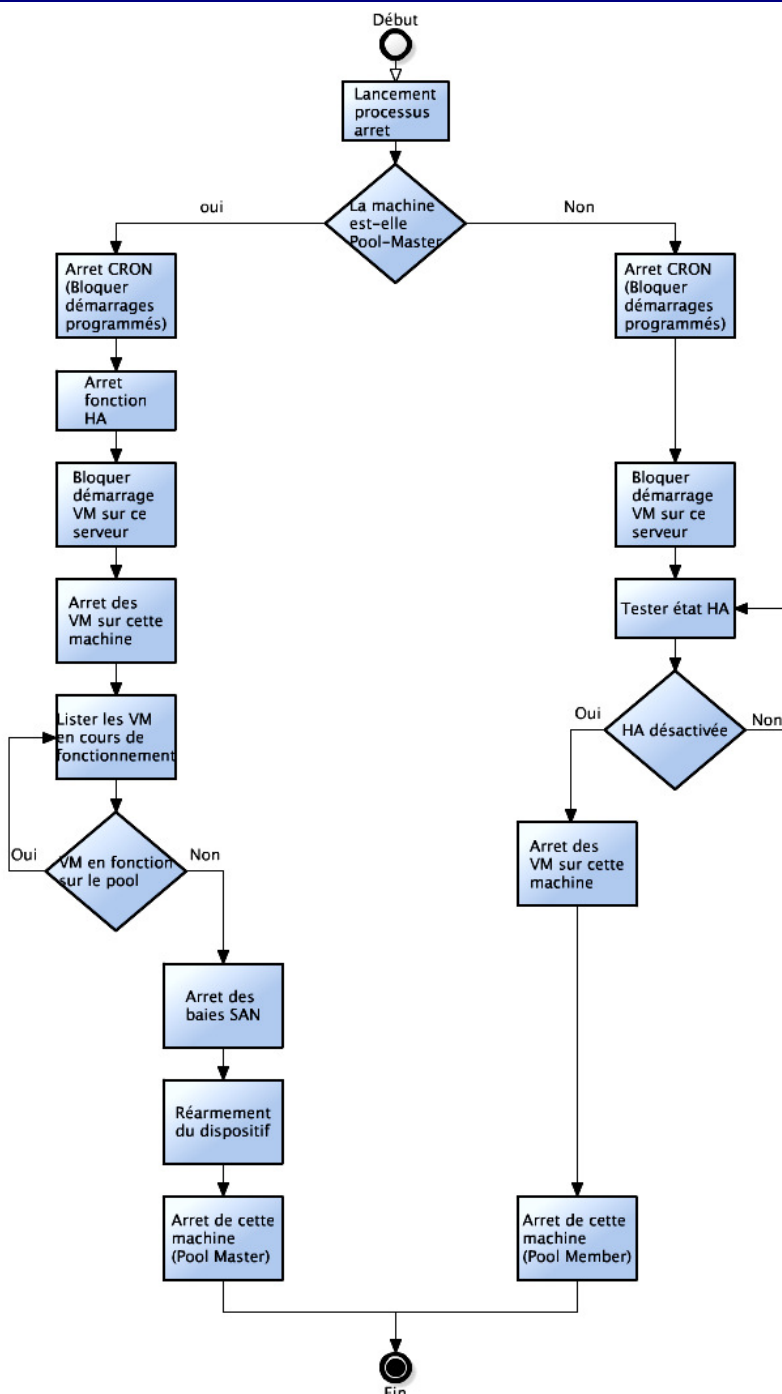 Début
Lancement
processus
arret
La machine
est-elle
Pool-Master
oui
Non
Arret CRON
(Bloquer
démarrages
programmés)
Arret
fonction
HA
Bloquer
démarrage
VM sur ce
serveur
Arret des
VM sur cette
machine
Lister les VM
en cours de
fonctionnement
VM en fonction
sur le pool
Oui
Non
Arret des
baies SAN
Réarmement
du dispositif
Arret de cette
machine
(Pool Master)
Arret CRON
(Bloquer
démarrages
programmés)
Bloquer
démarrage
VM sur ce
serveur
Tester état HA
HA désactivée
Oui
Non
Arret des
VM sur cette
machine
Arret de cette
machine
(Pool Member)
Fin